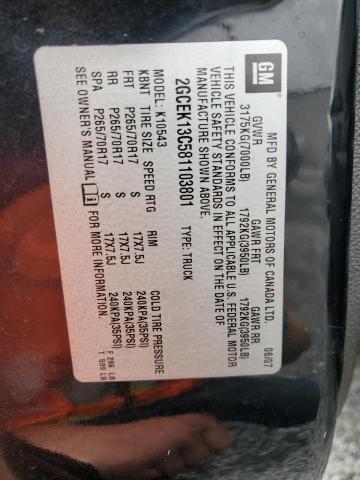 GM
MFD BY GENERAL MOTORS OF CANADA LTD. 06/07
GVWR GAWR FRT GAWR RR
3175KG(7000LB) 1792KG(3950LB) 1792KG(3950LB)
THIS VEHICLE CONFORMS TO ALL APPLICABLE U.S. FEDERAL MOTOR
VEHICLE SAFETY STANDARDS IN EFFECT ON THE DATE OF
MANUFACTURE SHOWN ABOVE.
2GCEK13C581103801 TYPE: TRUCK
MODEL: K10543
KBNT TIRE SIZE SPEED RTG RIM COLD TIRE PRESSURE
FRT P265/70R17 S 17X7.5J 240KPA(35PSI)
RR P265/70R17 S 17X7.5J 240KPA(35PSI)
SPA P265/70R17 S 17X7.5J 240KPA(35PSI)
SEE OWNER'S MANUAL F 296 LB
T 599 LB